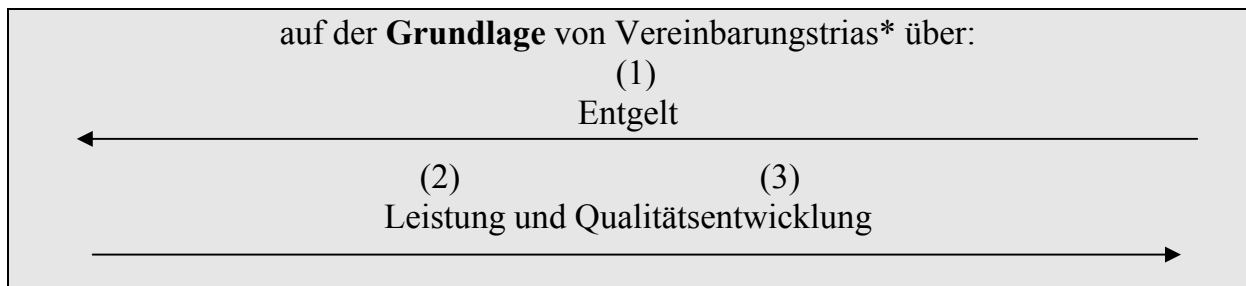 auf der Grundlage von Vereinbarungstrias* über:
(1)
Entgelt
(2) (3)
Leistung und Qualitätsentwicklung